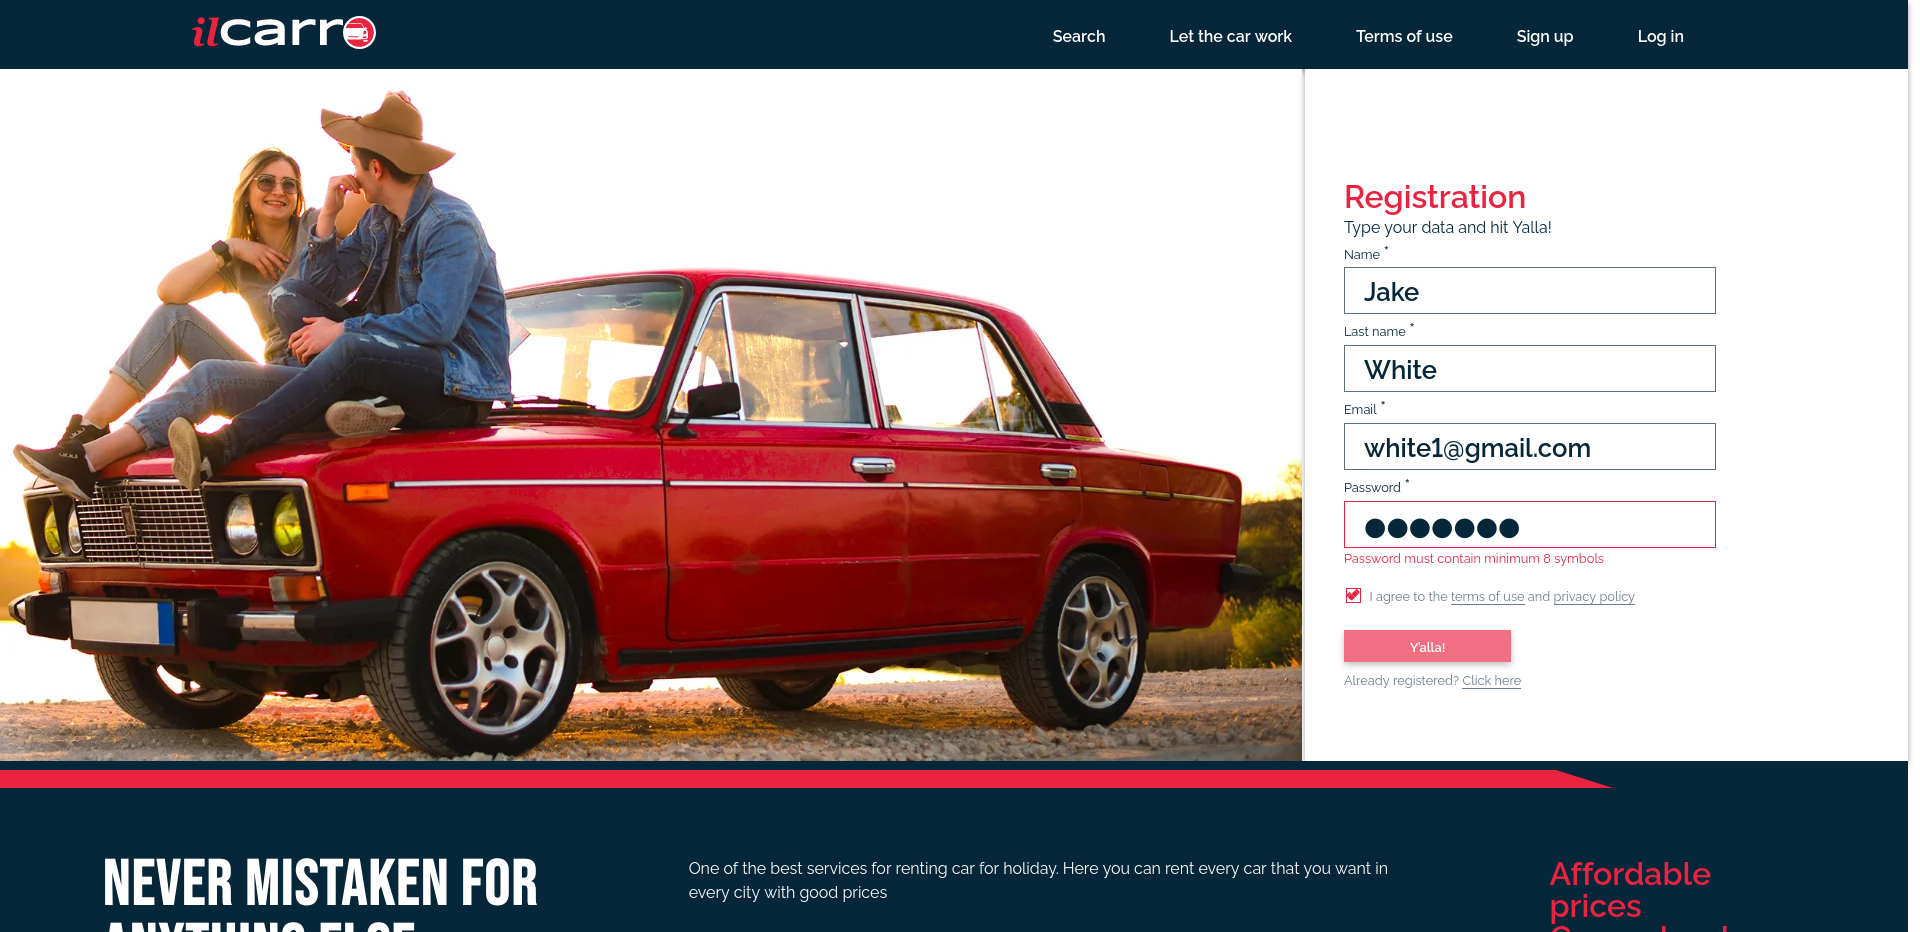 ilcarro
Search Let the car work Terms of use Sign up Log in
Registration
Type your data and hit Yalla!
Name *
Jake
Last name *
White
Email *
white1@gmail.com
Password *
●●●●●●●
Password must contain minimum 8 symbols
I agree to the terms of use and privacy policy
Y'alla!
Already registered? Click here
NEVER MISTAKEN FOR
ANYTHING ELSE
One of the best services for renting car for holiday. Here you can rent every car that you want in
every city with good prices
Affordable
prices